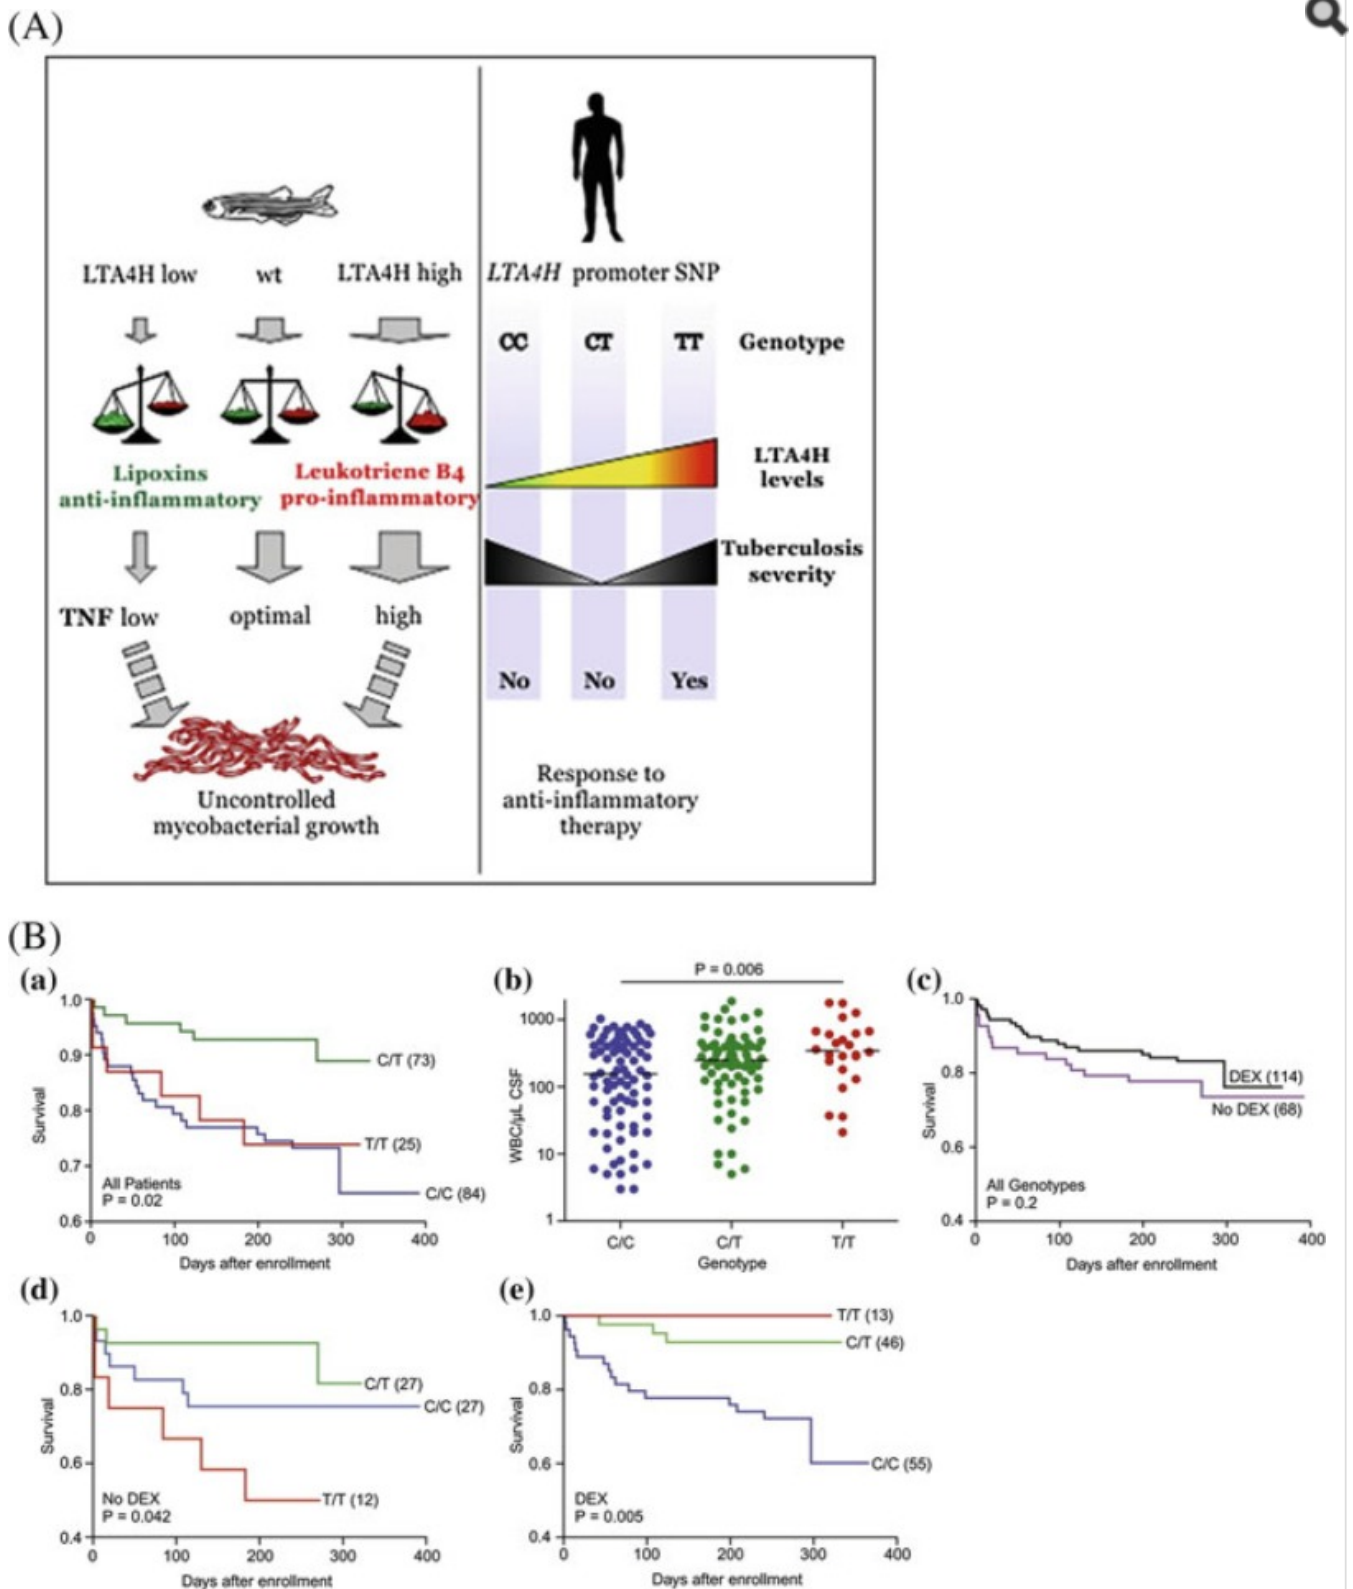 (A)
LTA4H low
wt
LTA4H high
LTA4H promoter SNP
CC
CT
TT
Genotype
Lipoxins
anti-inflammatory
Leukotriene B4
pro-inflammatory
LTA4H
levels
Tuberculosis
severity
TNF low
optimal
high
No
No
Yes
Uncontrolled
mycobacterial growth
Response to
anti-inflammatory
therapy
(B)
(a)
1.0
0.9
0.8
0.7
0.6
Survival
C/T (73)
T/T (25)
C/C (84)
All Patients
P = 0.02
0
100
200
300
400
Days after enrollment
(b)
P = 0.006
1000
100
10
1
WBC/µL CSF
C/C
C/T
T/T
Genotype
(c)
1.0
0.8
0.6
0.4
Survival
DEX (114)
No DEX (68)
All Genotypes
P = 0.2
0
100
200
300
400
Days after enrollment
(d)
1.0
0.8
0.6
0.4
Survival
C/T (27)
C/C (27)
T/T (12)
No DEX
P = 0.042
0
100
200
300
400
Days after enrollment
(e)
1.0
0.8
0.6
0.4
Survival
T/T (13)
C/T (46)
C/C (55)
DEX
P = 0.005
0
100
200
300
400
Days after enrollment